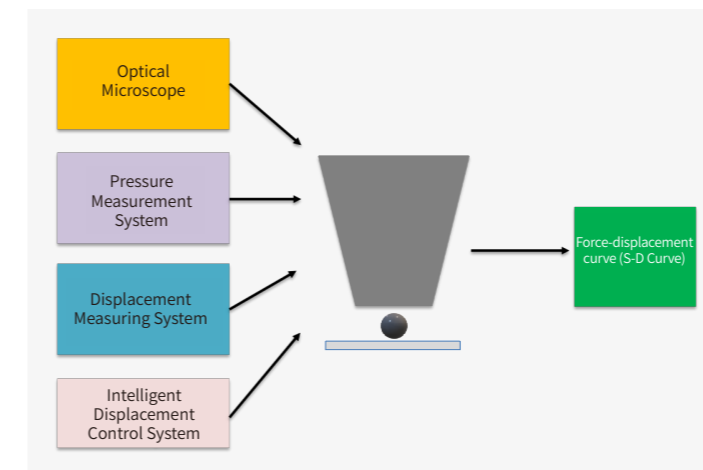 Optical
Microscope
Pressure
Measurement
System
Displacement
Measuring System
Intelligent
Displacement
Control System
Force-displacement
curve (S-D Curve)